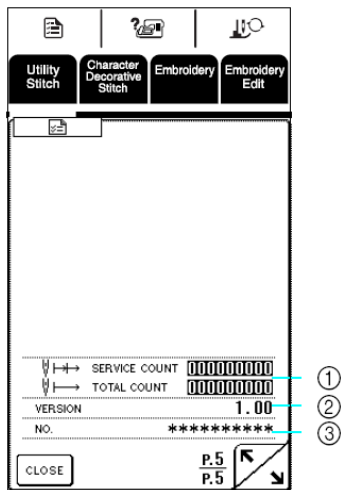 Utility
Stitch
Character
Decorative
Stitch
Embroidery
Embroidery
Edit
SERVICE COUNT 000000000
①
TOTAL COUNT 000000000
VERSION 1.00
②
NO. **********
③
CLOSE
P.5
P.5